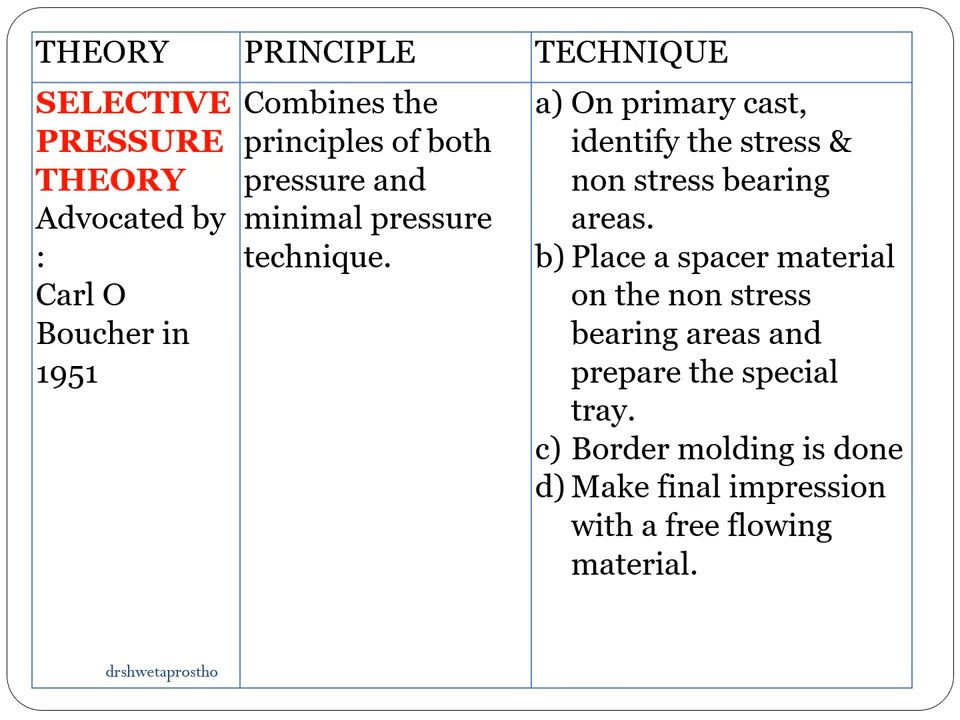 THEORY
PRINCIPLE
TECHNIQUE
SELECTIVE
PRESSURE
THEORY
Advocated by
:
Carl O
Boucher in
1951
Combines the
principles of both
pressure and
minimal pressure
technique.
a) On primary cast,
identify the stress &
non stress bearing
areas.
b) Place a spacer material
on the non stress
bearing areas and
prepare the special
tray.
c) Border molding is done
d) Make final impression
with a free flowing
material.
drshwetaprostho